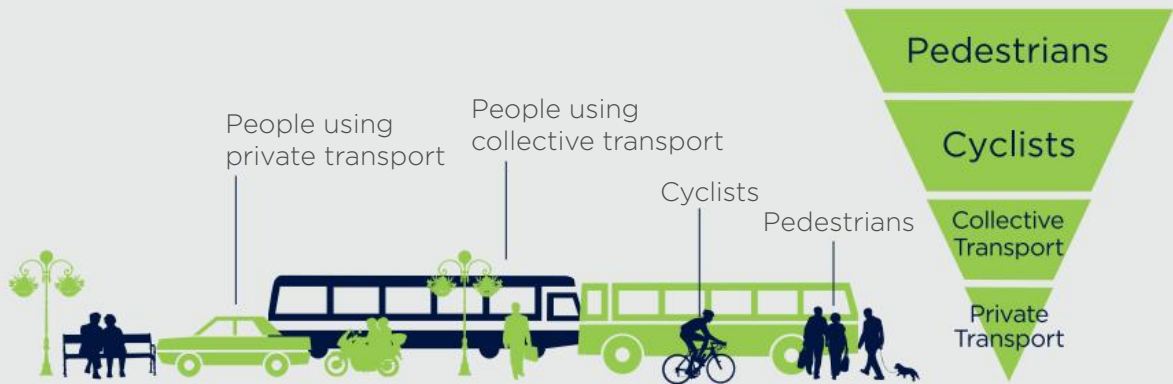 People using
private transport
People using
collective transport
Cyclists
Pedestrians
Pedestrians
Cyclists
Collective
Transport
Private
Transport